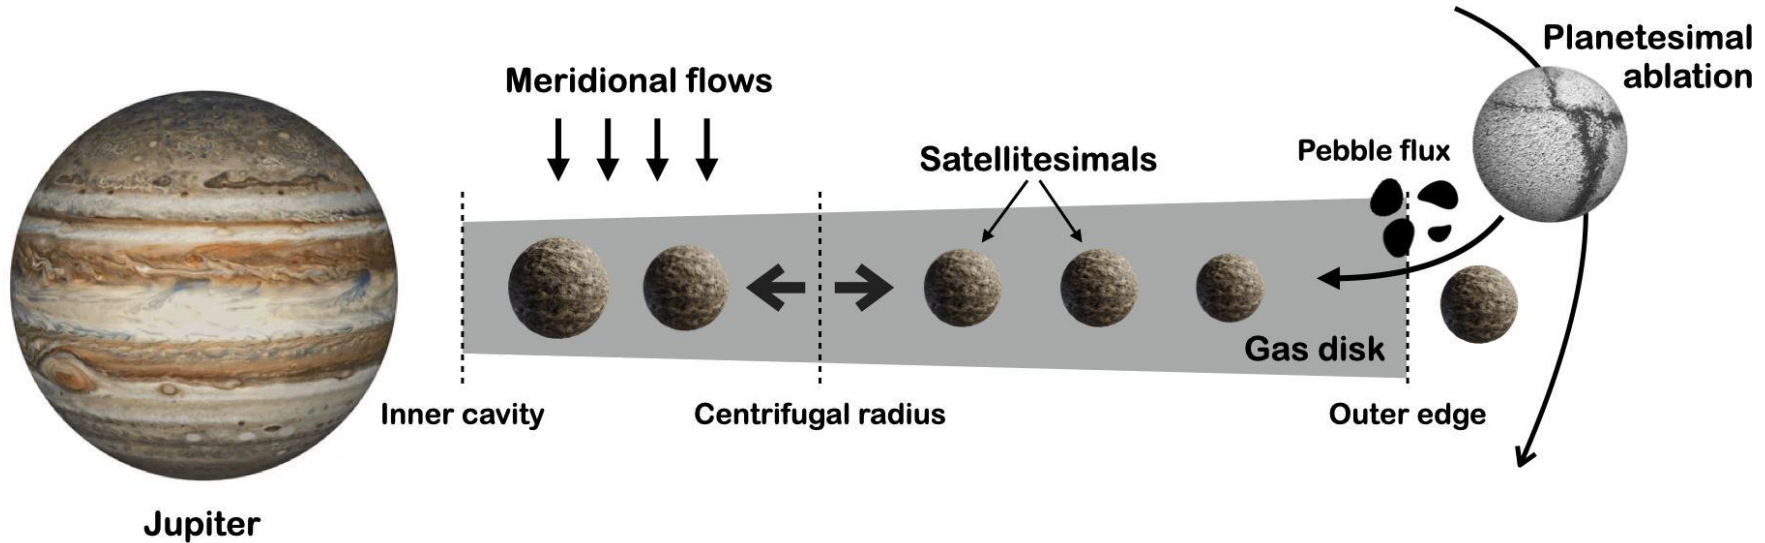 Planetesimal
ablation
Meridional flows
Pebble flux
Satellitesimals
Gas disk
Inner cavity
Centrifugal radius
Outer edge
Jupiter